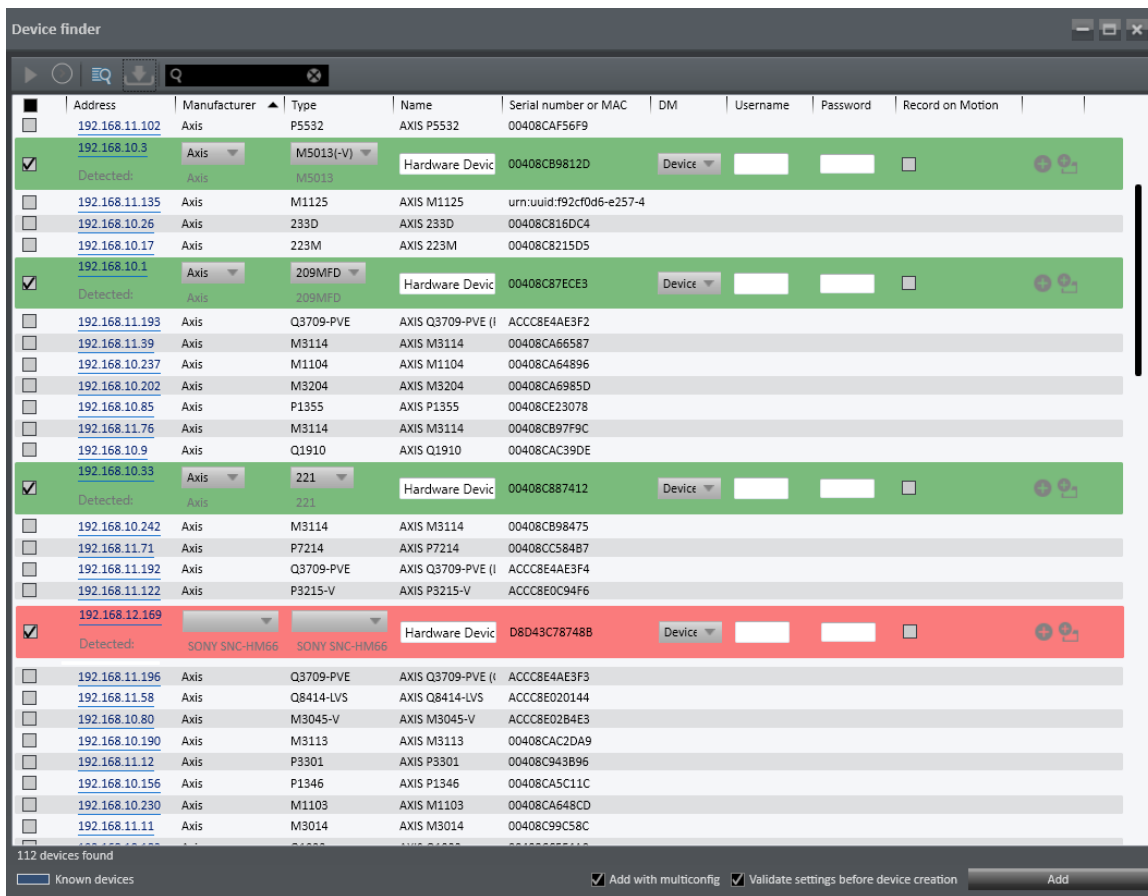 Device finder
Address Manufacturer Type Name Serial number or MAC DM Username Password Record on Motion
192.168.11.102 Axis P5532 AXIS P5532 00408CAF56F9
192.168.10.3 Axis M5013(-V) Hardware Devic 00408CB9812D Device
Detected: Axis M5013
192.168.11.135 Axis M1125 AXIS M1125 urn:uuid:f92cf0d6-e257-4
192.168.10.26 Axis 233D AXIS 233D 00408C816DC4
192.168.10.17 Axis 223M AXIS 223M 00408C8215D5
192.168.10.1 Axis 209MFD Hardware Devic 00408C87ECE3 Device
Detected: Axis 209MFD
192.168.11.193 Axis Q3709-PVE AXIS Q3709-PVE (I ACCC8E4AE3F2
192.168.11.39 Axis M3114 AXIS M3114 00408CA66587
192.168.10.237 Axis M1104 AXIS M1104 00408CA64896
192.168.10.202 Axis M3204 AXIS M3204 00408CA6985D
192.168.10.85 Axis P1355 AXIS P1355 00408CE23078
192.168.11.76 Axis M3114 AXIS M3114 00408CB97F9C
192.168.10.9 Axis Q1910 AXIS Q1910 00408CAC39DE
192.168.10.33 Axis 221 Hardware Devic 00408C887412 Device
Detected: Axis 221
192.168.10.242 Axis M3114 AXIS M3114 00408CB98475
192.168.11.71 Axis P7214 AXIS P7214 00408CC584B7
192.168.11.192 Axis Q3709-PVE AXIS Q3709-PVE (I ACCC8E4AE3F4
192.168.11.122 Axis P3215-V AXIS P3215-V ACCC8E0C94F6
192.168.12.169 Hardware Devic D8D43C78748B Device
Detected: SONY SNC-HM66 SONY SNC-HM66
192.168.11.196 Axis Q3709-PVE AXIS Q3709-PVE ( ACCC8E4AE3F3
192.168.11.58 Axis Q8414-LVS AXIS Q8414-LVS ACCC8E020144
192.168.10.80 Axis M3045-V AXIS M3045-V ACCC8E02B4E3
192.168.10.190 Axis M3113 AXIS M3113 00408CAC2DA9
192.168.11.12 Axis P3301 AXIS P3301 00408C943B96
192.168.10.156 Axis P1346 AXIS P1346 00408CA5C11C
192.168.10.230 Axis M1103 AXIS M1103 00408CA648CD
192.168.11.11 Axis M3014 AXIS M3014 00408C99C58C
112 devices found
Known devices Add with multiconfig Validate settings before device creation Add